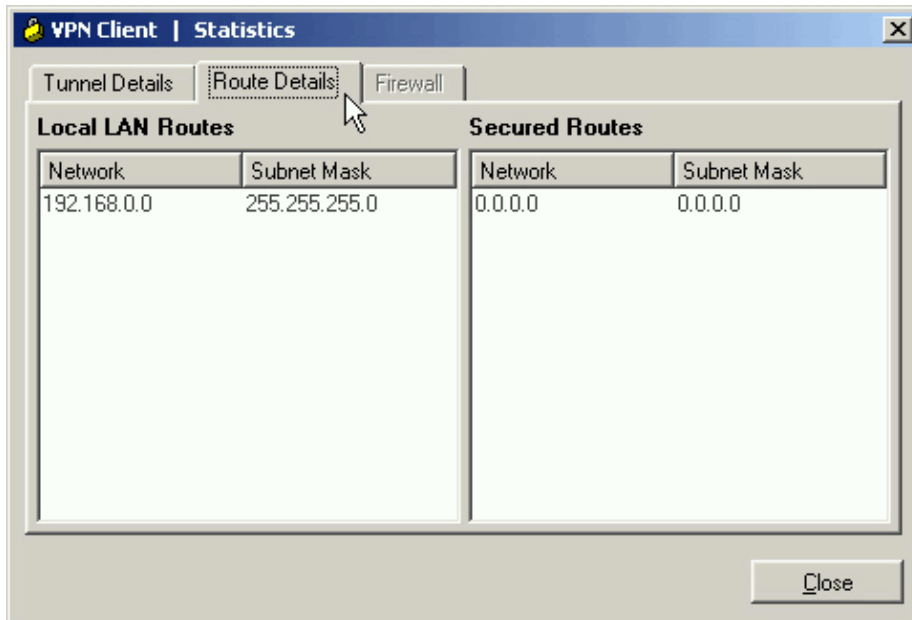 VPN Client | Statistics
Tunnel Details Route Details Firewall
Local LAN Routes Secured Routes
Network Subnet Mask Network Subnet Mask
192.168.0.0 255.255.255.0 0.0.0.0 0.0.0.0
Close